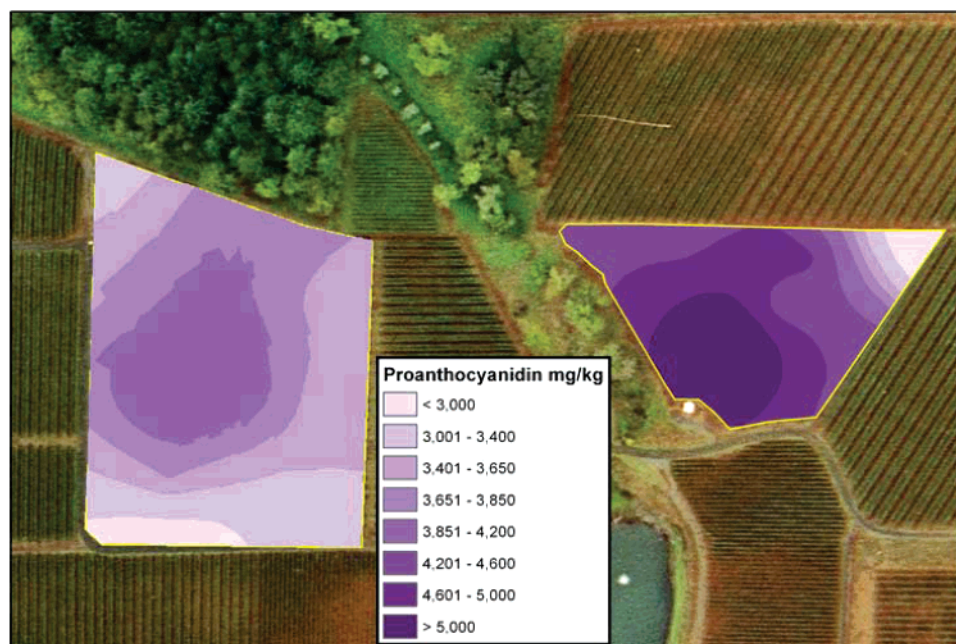 Proanthocyanidin mg/kg
< 3,000
3,001 - 3,400
3,401 - 3,650
3,651 - 3,850
3,851 - 4,200
4,201 - 4,600
4,601 - 5,000
> 5,000